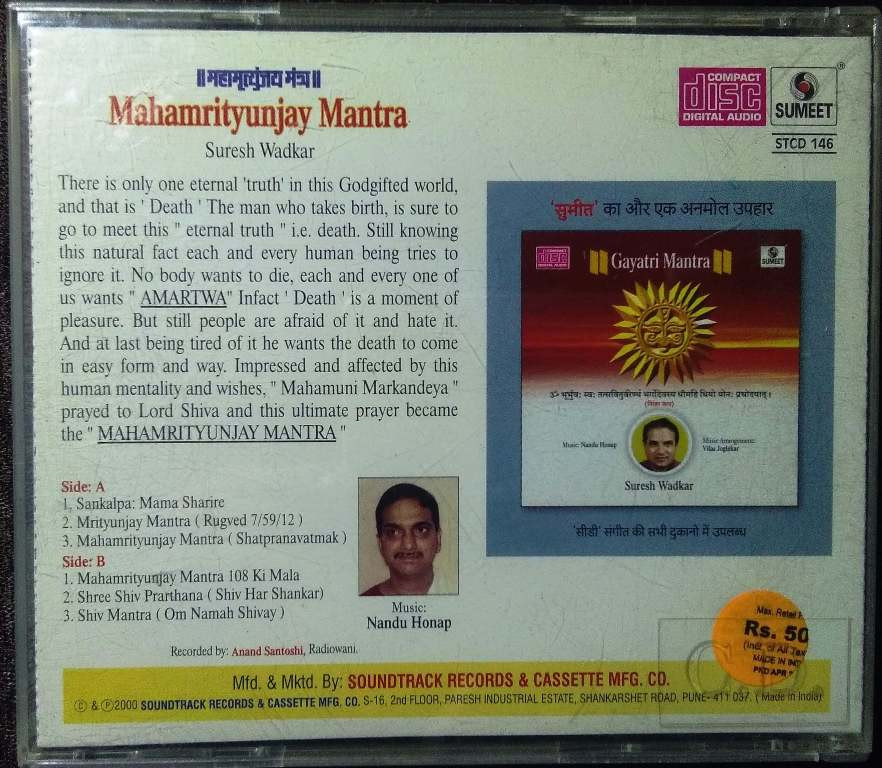 ॥महामृत्युंजय मंत्र॥
Mahamrityunjay Mantra
Suresh Wadkar
COMPACT
disc
DIGITAL AUDIO
SUMEET
®
STCD 146
There is only one eternal 'truth' in this Godgifted world,
and that is ' Death ' The man who takes birth, is sure to
go to meet this " eternal truth " i.e. death. Still knowing
this natural fact each and every human being tries to
ignore it. No body wants to die, each and every one of
us wants " AMARTWA" Infact ' Death ' is a moment of
pleasure. But still people are afraid of it and hate it.
And at last being tired of it he wants the death to come
in easy form and way. Impressed and affected by this
human mentality and wishes, " Mahamuni Markandeya "
prayed to Lord Shiva and this ultimate prayer became
the " MAHAMRITYUNJAY MANTRA "
'सुमीत' का और एक अनमोल उपहार
COMPACT
disc
DIGITAL AUDIO
॥ Gayatri Mantra ॥
SUMEET
ॐ भूर्भुवः स्वः तत्सवितुर्वरेण्यं भर्गोदेवस्य धीमहि धियो योनः प्रचोदयात्।
Music: Nandu Honap
Music Arrangement:
Vilas Joglekar
Suresh Wadkar
'सीडी' संगीत की सभी दुकानो में उपलब्ध
Side: A
1. Sankalpa: Mama Sharire
2. Mrityunjay Mantra ( Rugved 7/59/12 )
3. Mahamrityunjay Mantra ( Shatpranavatmak )
Side: B
1. Mahamrityunjay Mantra 108 Ki Mala
2. Shree Shiv Prarthana ( Shiv Har Shankar)
3. Shiv Mantra ( Om Namah Shivay )
Music:
Nandu Honap
Recorded by: Anand Santoshi, Radiowani.
Max. Retail
Rs. 50
(Incl. of All Tax
MADE IN
PKD APR
Mfd. & Mktd. By: SOUNDTRACK RECORDS & CASSETTE MFG. CO.
© & ℗2000 SOUNDTRACK RECORDS & CASSETTE MFG. CO. S-16, 2nd FLOOR, PARESH INDUSTRIAL ESTATE, SHANKARSHET ROAD, PUNE- 411 037. ( Made in India)